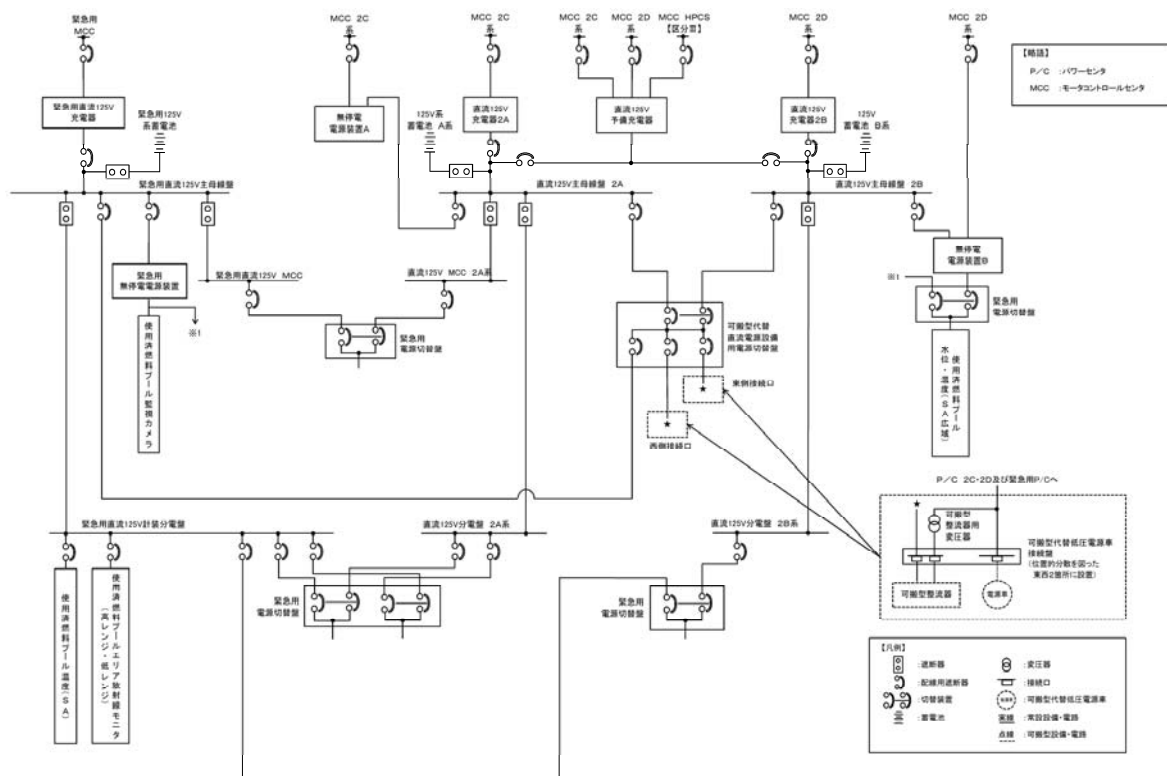 緊急用
MCC
MCC 2C
系
MCC 2C
系
MCC 2C
系
MCC 2D
系
MCC HPCS
【区分Ⅲ】
MCC 2D
系
MCC 2D
系
【略語】
P/C :パワーセンタ
MCC :モータコントロールセンタ
緊急用直流125V
充電器
緊急用125V
系蓄電池
無停電
電源装置A
125V系
蓄電池 A系
直流125V
充電器2A
直流125V
予備充電器
直流125V
充電器2B
125V
蓄電池 B系
緊急用直流125V主母線盤
直流125V主母線盤 2A
直流125V主母線盤 2B
緊急用
無停電電源装置
※1
緊急用直流125V MCC
直流125V MCC 2A系
緊急用
電源切替盤
可搬型代替
直流電源設備
用電源切替盤
無停電
電源装置B
※1
緊急用
電源切替盤
使用済燃料プール監視カメラ
使用済燃料プール
水位・温度(SA広域)
★
東側接続口
★
西側接続口
P/C 2C・2D及び緊急用P/Cへ
★
可搬型
整流器用
変圧器
可搬型代替低圧電源車
接続盤
(位置的分散を図った
東西2箇所に設置)
可搬型整流器
電源車
緊急用直流125V計装分電盤
直流125V分電盤 2A系
直流125V分電盤 2B系
緊急用
電源切替盤
緊急用
電源切替盤
使用済燃料プール温度(SA)
使用済燃料プールエリア放射線モニタ
(高レンジ・低レンジ)
【凡例】
:遮断器
:配線用遮断器
:切替装置
:蓄電池
:変圧器
:接続口
電源車 :可搬型代替低圧電源車
実線 :常設設備・電路
点線 :可搬型設備・電路